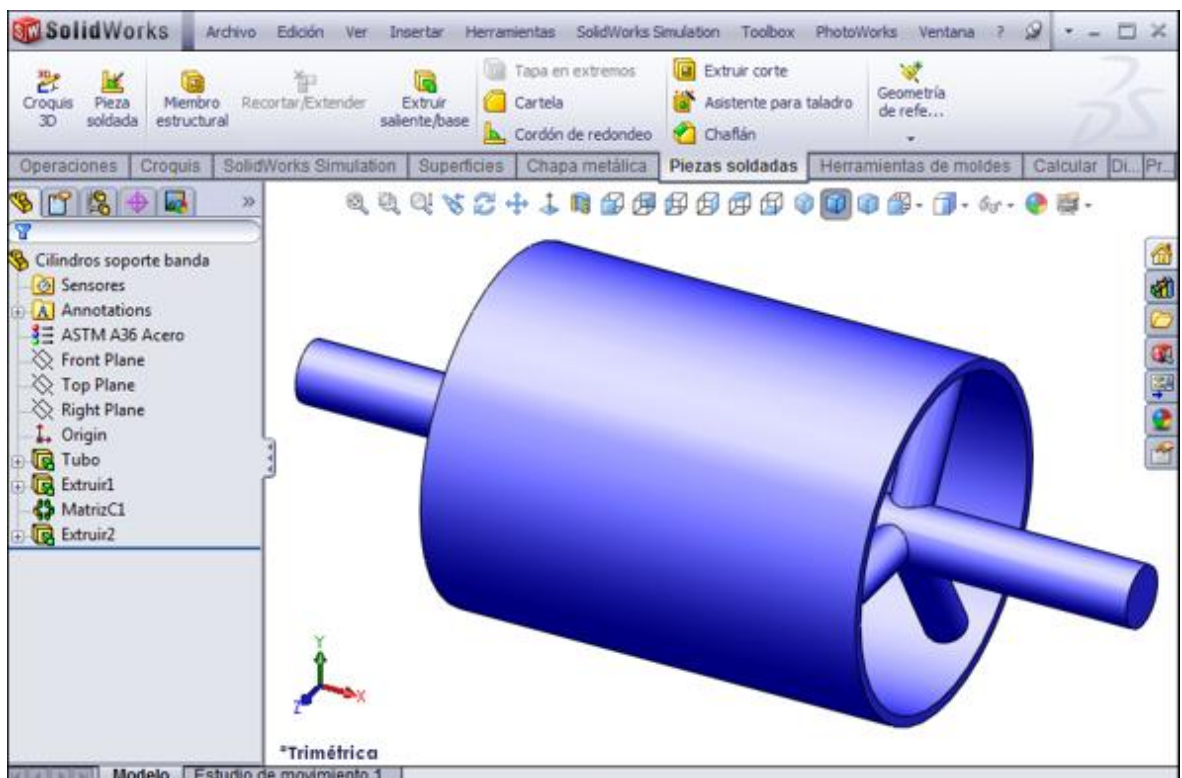 SolidWorks Archivo Edición Ver Insertar Herramientas SolidWorks Simulation Toolbox PhotoWorks Ventana ?
Croquis 3D
Pieza soldada
Miembro estructural
Recortar/Extender
Extruir saliente/base
Tapa en extremos
Cartela
Cordón de redondeo
Extruir corte
Asistente para taladro
Chaflán
Geometría de refe...
Operaciones Croquis SolidWorks Simulation Superficies Chapa metálica Piezas soldadas Herramientas de moldes Calcular Di... Pr...
Cilindros soporte banda
Sensores
Annotations
ASTM A36 Acero
Front Plane
Top Plane
Right Plane
Origin
Tubo
Extruir1
MatrizC1
Extruir2
Y
X
Z
*Trimétrica
Modelo Estudio de movimiento 1